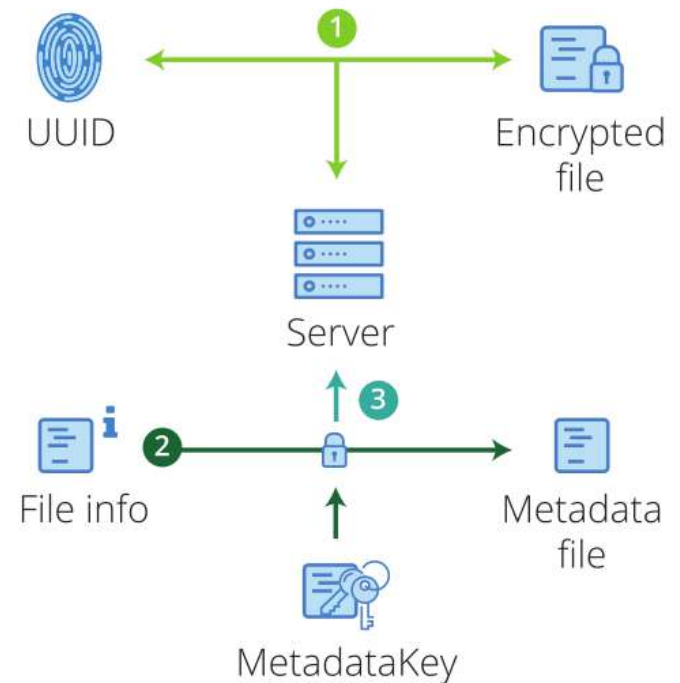 1
UUID
Encrypted
file
Server
3
2
File info
Metadata
file
MetadataKey